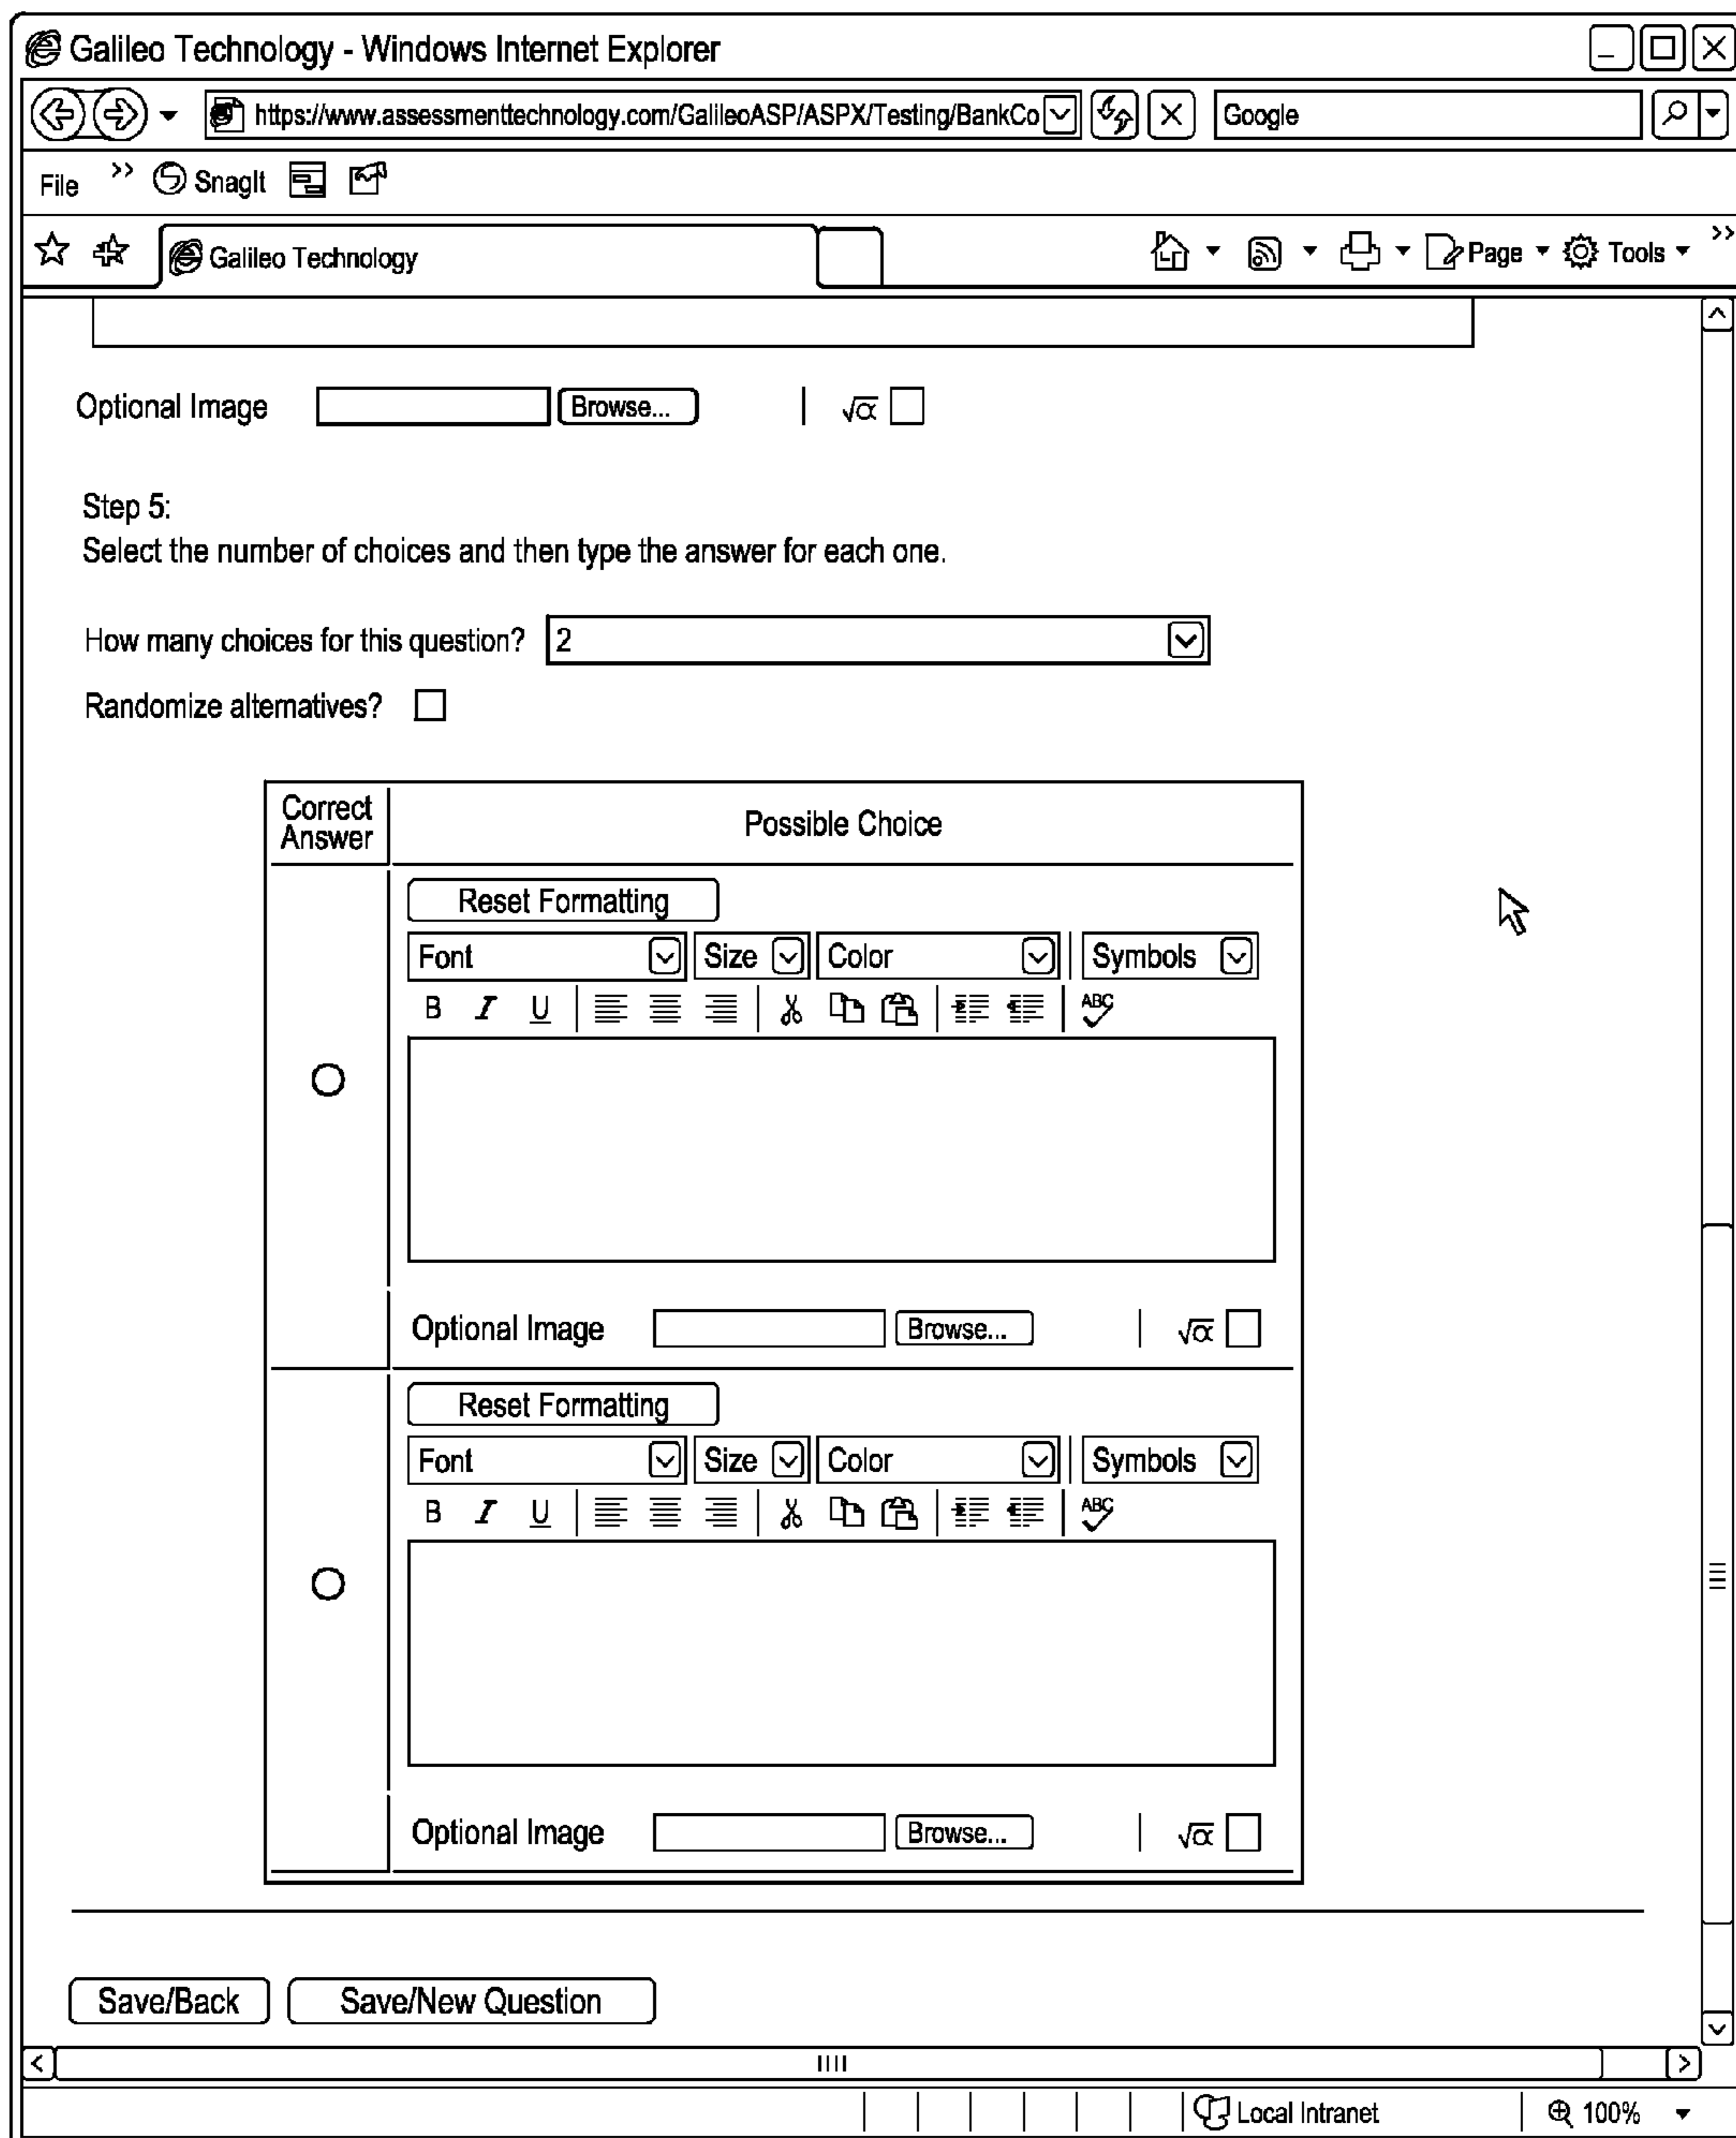 Galileo Technology - Windows Internet Explorer
https://www.assessmenttechnology.com/GalileoASP/ASPX/Testing/BankCo
Google
File >> SnagIt
Galileo Technology
Page Tools >>
Optional Image Browse... √α
Step 5:
Select the number of choices and then type the answer for each one.
How many choices for this question? 2
Randomize alternatives?
Correct Answer
Possible Choice
Reset Formatting
Font Size Color Symbols
B I U ABC
Optional Image Browse... √α
Reset Formatting
Font Size Color Symbols
B I U ABC
Optional Image Browse... √α
Save/Back Save/New Question
Local Intranet 100%